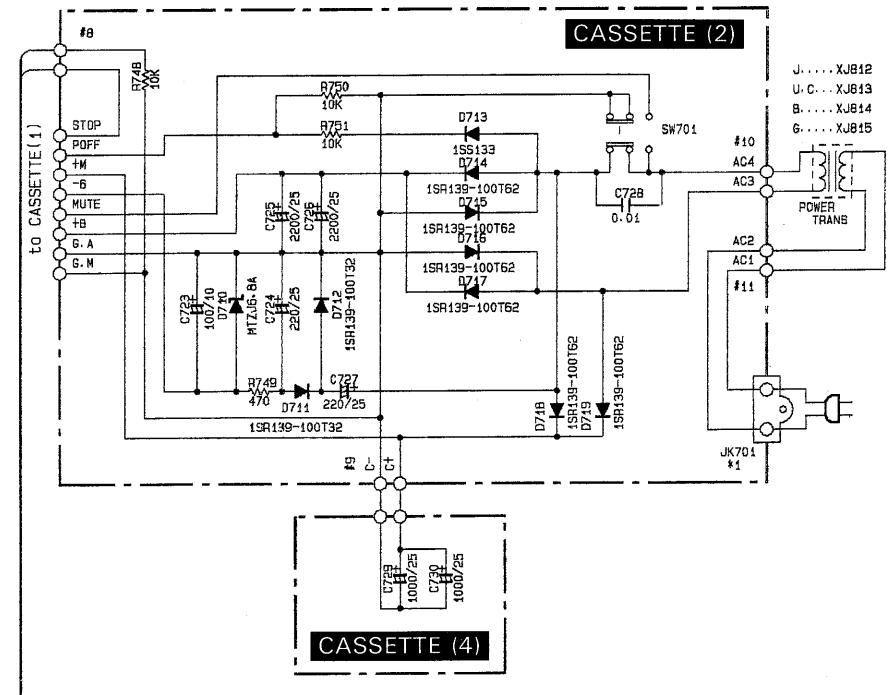 #8
CASSETTE (2)
R748
10K
R750
10K
R751
10K
J.....XJ812
U,C...XJ813
B.....XJ814
G.....XJ815
to CASSETTE(1)
STOP
POFF
+M
-6
MUTE
+B
G.A
G.M
D713
1SS133
D714
1SR139-100T62
D715
1SR139-100T62
D716
1SR139-100T62
D717
1SR139-100T62
SW701
C728
0.01
#10
AC4
AC3
POWER
TRANS
AC2
AC1
#11
C725
2200/25
C726
2200/25
C723
100/10
D710
MTZJ6.8A
C724
220/25
D712
1SR139-100T32
R749
470
D711
1SR139-100T32
C727
220/25
D718
1SR139-100T62
D719
1SR139-100T62
JK701
*1
#9
C-
C+
C729
1000/25
C730
1000/25
CASSETTE (4)